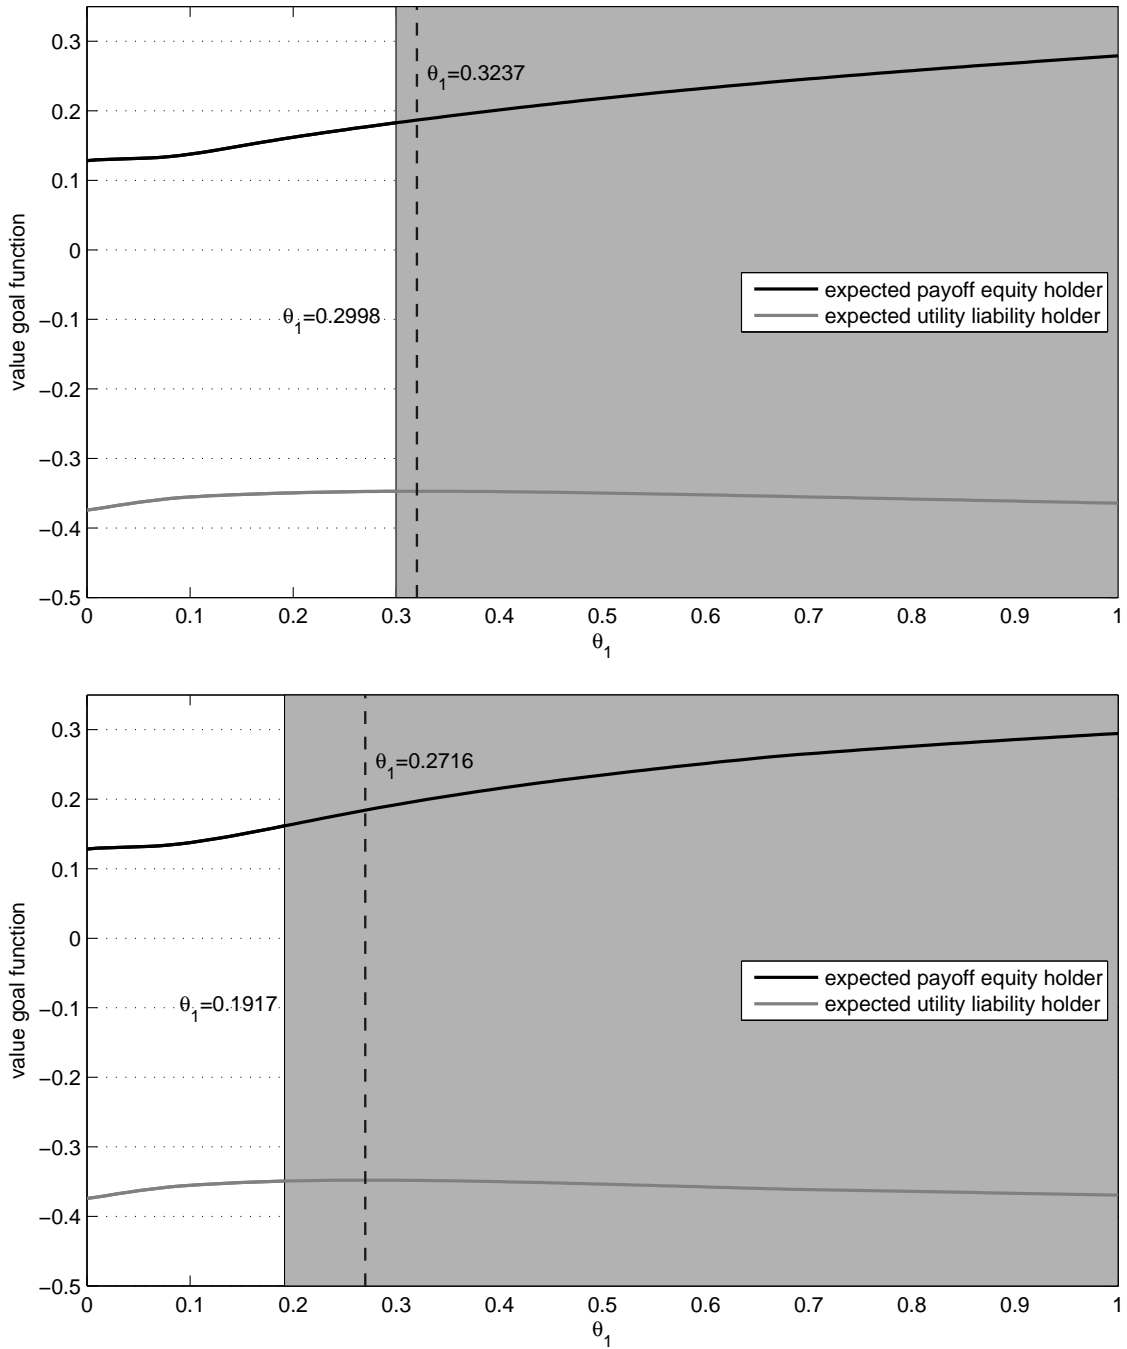 0.3
θ1=0.3237
0.2
0.1
0
expected payoff equity holder
value goal function
θ1=0.2998
−0.1
expected utility liability holder
−0.2
−0.3
−0.4
−0.5
0 0.1 0.2 0.3 0.4 0.5 0.6 0.7 0.8 0.9 1
θ1
0.3
θ1=0.2716
0.2
0.1
0
expected payoff equity holder
value goal function
θ1=0.1917
−0.1
expected utility liability holder
−0.2
−0.3
−0.4
−0.5
0 0.1 0.2 0.3 0.4 0.5 0.6 0.7 0.8 0.9 1
θ1